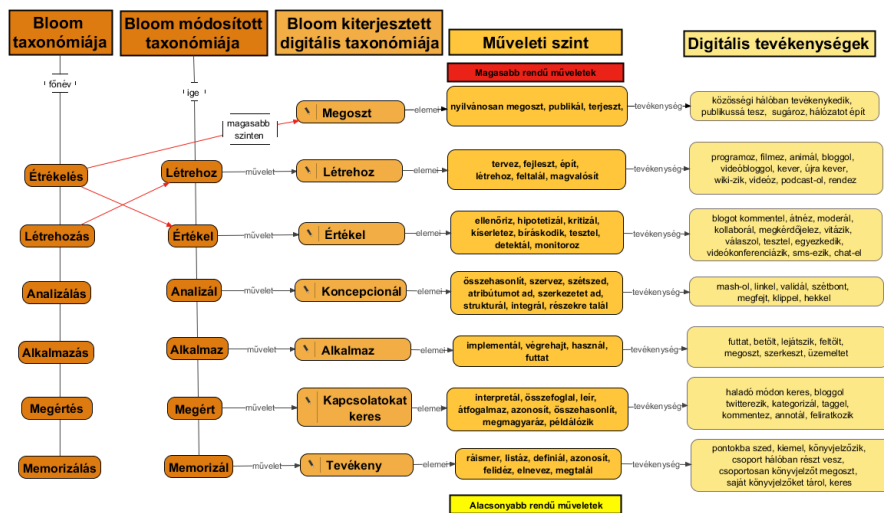 Bloom
taxonómiája
Bloom módosított
taxonómiája
Bloom kiterjesztett
digitális taxonómiája
Műveleti szint
Digitális tevékenységek
Magasabb rendű műveletek
főnév
ige
magasabb
szinten
Megoszt
elemei
nyilvánosan megoszt, publikál, terjeszt,
tevékenység
közösségi hálóban tevékenykedik,
publikussá tesz, sugároz, hálózatot épít
Étrékelés
Létrehoz
művelet
Létrehoz
elemei
tervez, fejleszt, épít,
létrehoz, feltalál, magvalósít
tevékenység
programoz, filmez, animál, bloggol,
videóbloggol, kever, újra kever,
wiki-zik, videóz, podcast-ol, rendez
Létrehozás
Értékel
művelet
Értékel
elemei
ellenőriz, hipotetizál, kritizál,
kíserletez, bíráskodik, tesztel,
detektál, monitoroz
tevékenység
blogot kommentel, átnéz, moderál,
kollaborál, megkérdőjelez, vitázik,
válaszol, tesztel, egyezkedik,
videókonferenciázik, sms-ezik, chat-el
Analizálás
Analizál
művelet
Koncepcionál
elemei
összehasonlít, szervez, szétszed,
atribútumot ad, szerkezetet ad,
strukturál, integrál, részekre talál
tevékenység
mash-ol, linkel, validál, szétbont,
megfejt, klippel, hekkel
Alkalmazás
Alkalmaz
művelet
Alkalmaz
elemei
implementál, végrehajt, használ,
futtat
tevékenység
futtat, betölt, lejátszik, feltölt,
megoszt, szerkeszt, üzemeltet
Megértés
Megért
művelet
Kapcsolatokat
keres
elemei
interpretál, összefoglal, leír,
átfogalmaz, azonosít, összehasonlít,
megmagyaráz, példálózik
tevékenység
haladó módon keres, bloggol
twitterezik, kategorizál, taggel,
kommentez, annotál, feliratkozik
Memorizálás
Memorizál
művelet
Tevékeny
elemei
ráismer, listáz, definiál, azonosít,
felidéz, elnevez, megtalál
tevékenység
pontokba szed, kiemel, könyvjelzőzik,
csoport hálóban részt vesz,
csoportosan könyvjelzőt megoszt,
saját könyvjelzőket tárol, keres
Alacsonyabb rendű műveletek